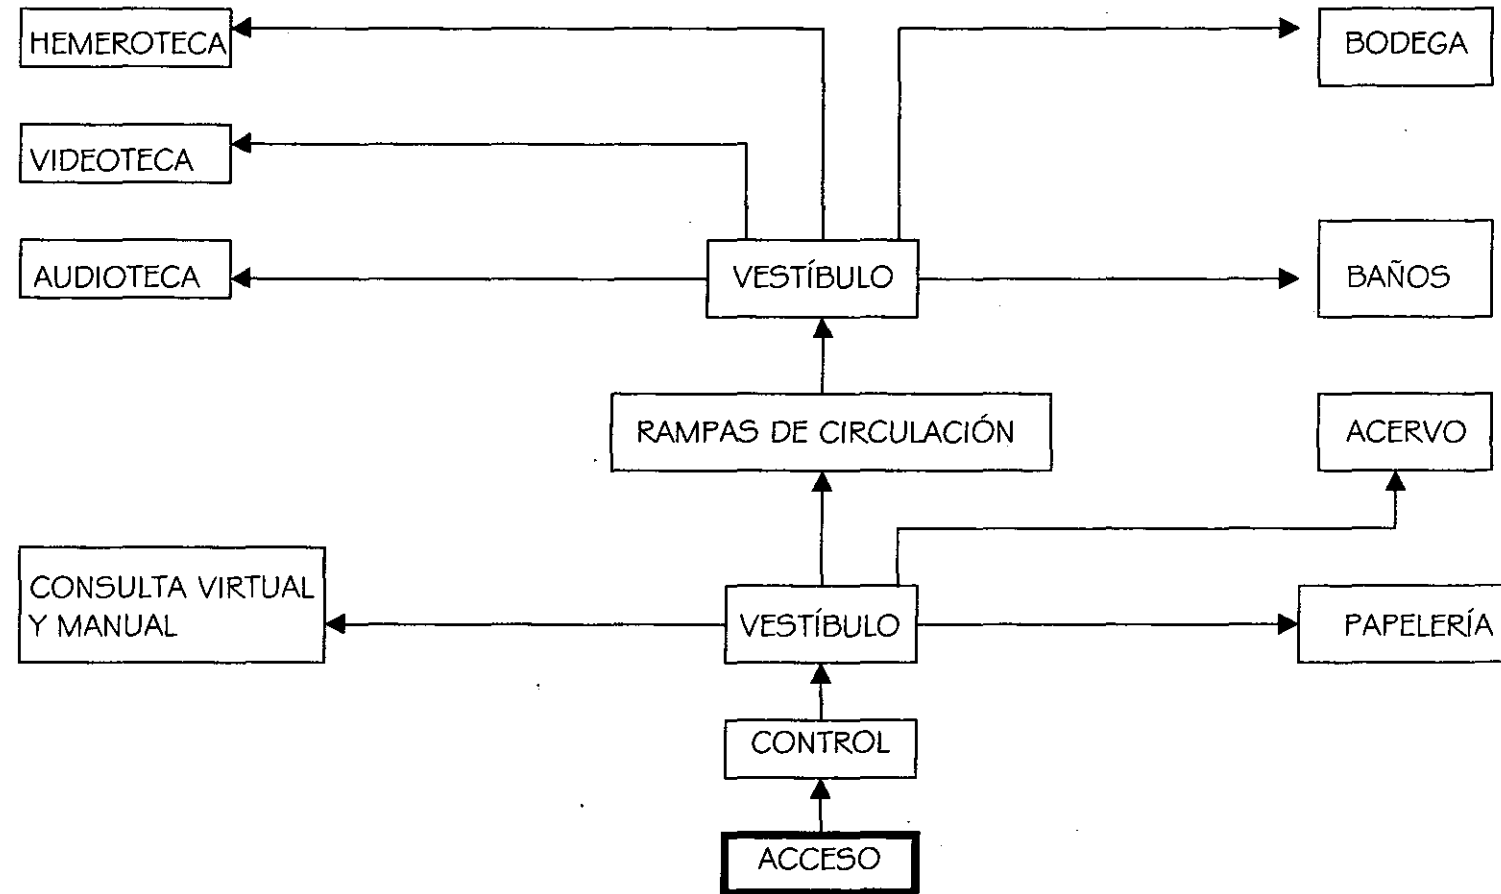 HEMEROTECA
BODEGA
VIDEOTECA
AUDIOTECA
VESTÍBULO
BAÑOS
RAMPAS DE CIRCULACIÓN
ACERVO
CONSULTA VIRTUAL
Y MANUAL
VESTÍBULO
PAPELERÍA
CONTROL
ACCESO